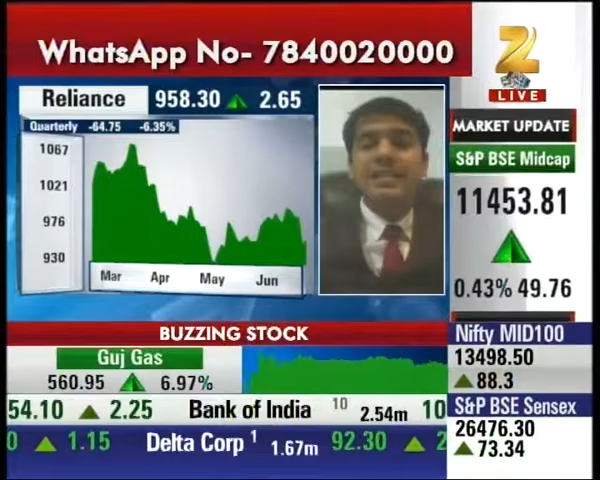 WhatsApp No- 7840020000
Z
LIVE
Reliance 958.30 2.65
Quarterly -64.75 -6.35%
1067
1021
976
930
Mar Apr May Jun
MARKET UPDATE
S&P BSE Midcap
11453.81
0.43% 49.76
BUZZING STOCK
Guj Gas
560.95 6.97%
Nifty MID100
13498.50
88.3
S&P BSE Sensex
26476.30
73.34
54.10 2.25 Bank of India 10 2.54m 10
0 1.15 Delta Corp 1 1.67m 92.30 2